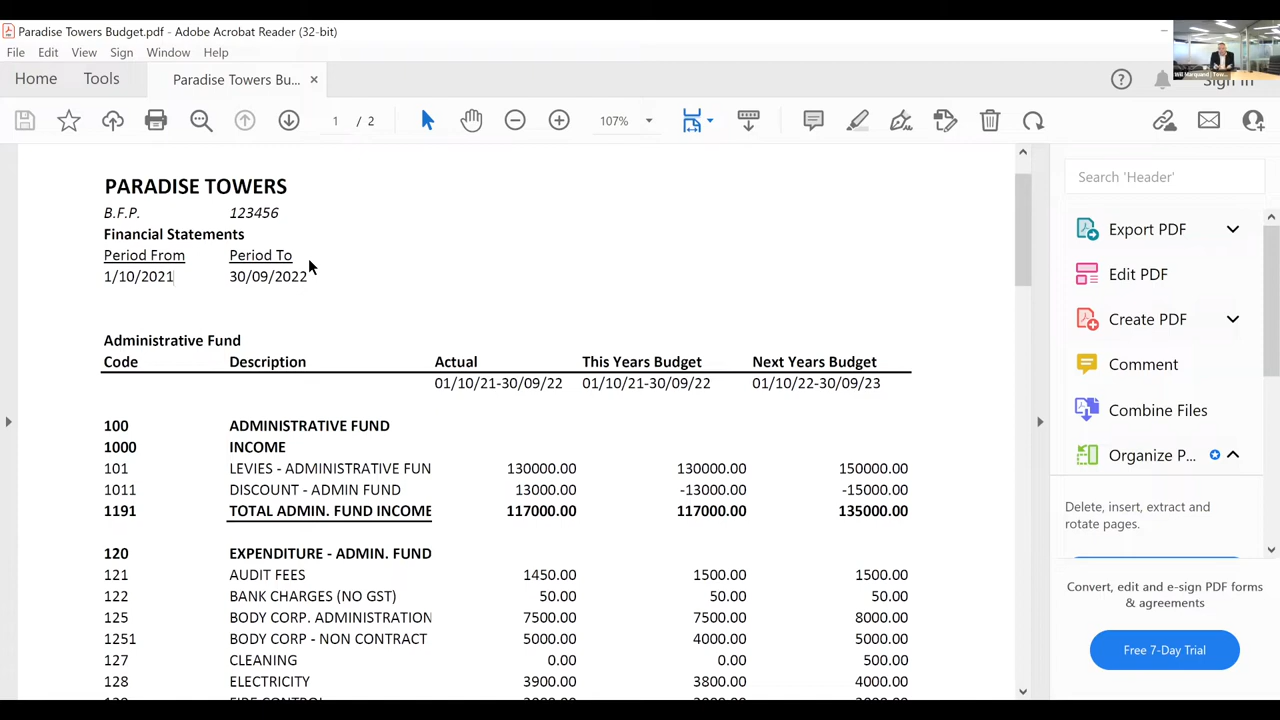 Paradise Towers Budget.pdf - Adobe Acrobat Reader (32-bit)
File Edit View Sign Window Help
Home Tools Paradise Towers Bu... ×
1 / 2 107%
PARADISE TOWERS
B.F.P. 123456
Financial Statements
Period From Period To
1/10/2021 30/09/2022
Administrative Fund
Code Description Actual This Years Budget Next Years Budget
01/10/21-30/09/22 01/10/21-30/09/22 01/10/22-30/09/23
100 ADMINISTRATIVE FUND
1000 INCOME
101 LEVIES - ADMINISTRATIVE FUN 130000.00 130000.00 150000.00
1011 DISCOUNT - ADMIN FUND 13000.00 -13000.00 -15000.00
1191 TOTAL ADMIN. FUND INCOME 117000.00 117000.00 135000.00
120 EXPENDITURE - ADMIN. FUND
121 AUDIT FEES 1450.00 1500.00 1500.00
122 BANK CHARGES (NO GST) 50.00 50.00 50.00
125 BODY CORP. ADMINISTRATION 7500.00 7500.00 8000.00
1251 BODY CORP - NON CONTRACT 5000.00 4000.00 5000.00
127 CLEANING 0.00 0.00 500.00
128 ELECTRICITY 3900.00 3800.00 4000.00
Sign In
Search 'Header'
Export PDF
Edit PDF
Create PDF
Comment
Combine Files
Organize P...
Delete, insert, extract and
rotate pages.
Convert, edit and e-sign PDF forms
& agreements
Free 7-Day Trial